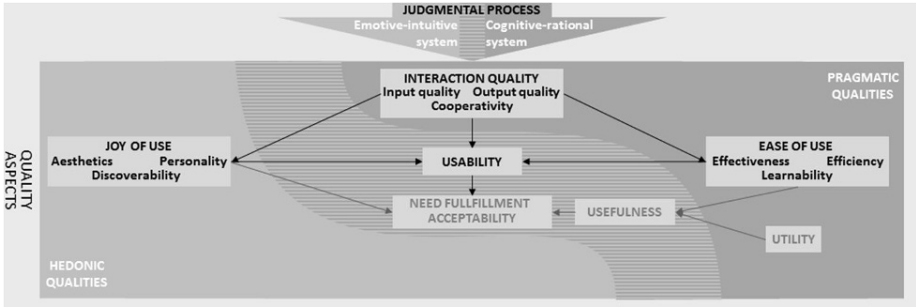 JUDGMENTAL PROCESS
Emotive-intuitive
system
Cognitive-rational
system
INTERACTION QUALITY
Input quality Output quality
Cooperativity
PRAGMATIC
QUALITIES
QUALITY
ASPECTS
JOY OF USE
Aesthetics Personality
Discoverability
USABILITY
EASE OF USE
Effectiveness Efficiency
Learnability
NEED FULLFILLMENT
ACCEPTABILITY
USEFULNESS
UTILITY
HEDONIC
QUALITIES